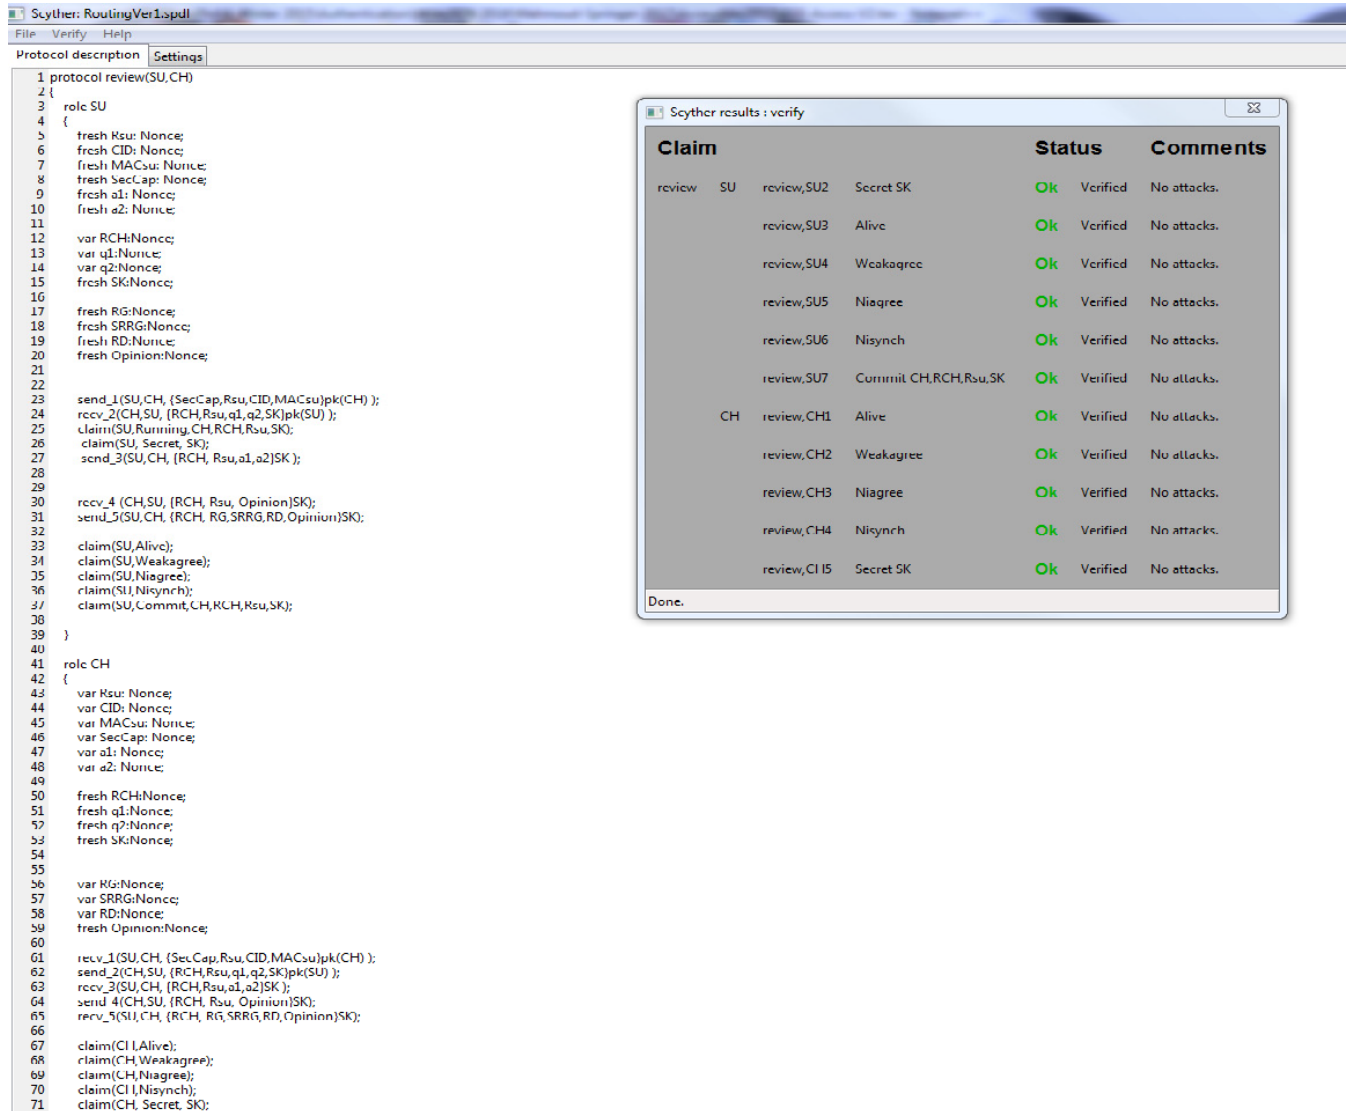 Scyther: RoutingVer1.spdl
File Verify Help
Protocol description Settings
1 protocol review(SU,CH)
2 {
3 role SU
4 {
5 fresh Rsu: Nonce;
6 fresh CID: Nonce;
7 fresh MACsu: Nonce;
8 fresh SecCap: Nonce;
9 fresh a1: Nonce;
10 fresh a2: Nonce;
11
12 var RCH:Nonce;
13 var q1:Nonce;
14 var q2:Nonce;
15 fresh SK:Nonce;
16
17 fresh RG:Nonce;
18 fresh SRRG:Nonce;
19 fresh RD:Nonce;
20 fresh Opinion:Nonce;
21
22
23 send_1(SU,CH, {SecCap,Rsu,CID,MACsu}pk(CH) );
24 recv_2(CH,SU, {RCH,Rsu,q1,q2,SK}pk(SU) );
25 claim(SU,Running,CH,RCH,Rsu,SK);
26 claim(SU, Secret, SK);
27 send_3(SU,CH, {RCH, Rsu,a1,a2}SK );
28
29
30 recv_4 (CH,SU, {RCH, Rsu, Opinion}SK);
31 send_5(SU,CH, {RCH, RG,SRRG,RD,Opinion}SK);
32
33 claim(SU,Alive);
34 claim(SU,Weakagree);
35 claim(SU,Niagree);
36 claim(SU,Nisynch);
37 claim(SU,Commit,CH,RCH,Rsu,SK);
38
39 }
40
41 role CH
42 {
43 var Rsu: Nonce;
44 var CID: Nonce;
45 var MACsu: Nonce;
46 var SecCap: Nonce;
47 var a1: Nonce;
48 var a2: Nonce;
49
50 fresh RCH:Nonce;
51 fresh q1:Nonce;
52 fresh q2:Nonce;
53 fresh SK:Nonce;
54
55
56 var RG:Nonce;
57 var SRRG:Nonce;
58 var RD:Nonce;
59 fresh Opinion:Nonce;
60
61 recv_1(SU,CH, {SecCap,Rsu,CID,MACsu}pk(CH) );
62 send_2(CH,SU, {RCH,Rsu,q1,q2,SK}pk(SU) );
63 recv_3(SU,CH, {RCH,Rsu,a1,a2}SK );
64 send_4(CH,SU, {RCH, Rsu, Opinion}SK);
65 recv_5(SU,CH, {RCH, RG,SRRG,RD,Opinion}SK);
66
67 claim(CH,Alive);
68 claim(CH,Weakagree);
69 claim(CH,Niagree);
70 claim(CH,Nisynch);
71 claim(CH, Secret, SK);
Scyther results : verify
Claim Status Comments
review SU review,SU2 Secret SK Ok Verified No attacks.
review,SU3 Alive Ok Verified No attacks.
review,SU4 Weakagree Ok Verified No attacks.
review,SU5 Niagree Ok Verified No attacks.
review,SU6 Nisynch Ok Verified No attacks.
review,SU7 Commit CH,RCH,Rsu,SK Ok Verified No attacks.
CH review,CH1 Alive Ok Verified No attacks.
review,CH2 Weakagree Ok Verified No attacks.
review,CH3 Niagree Ok Verified No attacks.
review,CH4 Nisynch Ok Verified No attacks.
review,CH5 Secret SK Ok Verified No attacks.
Done.